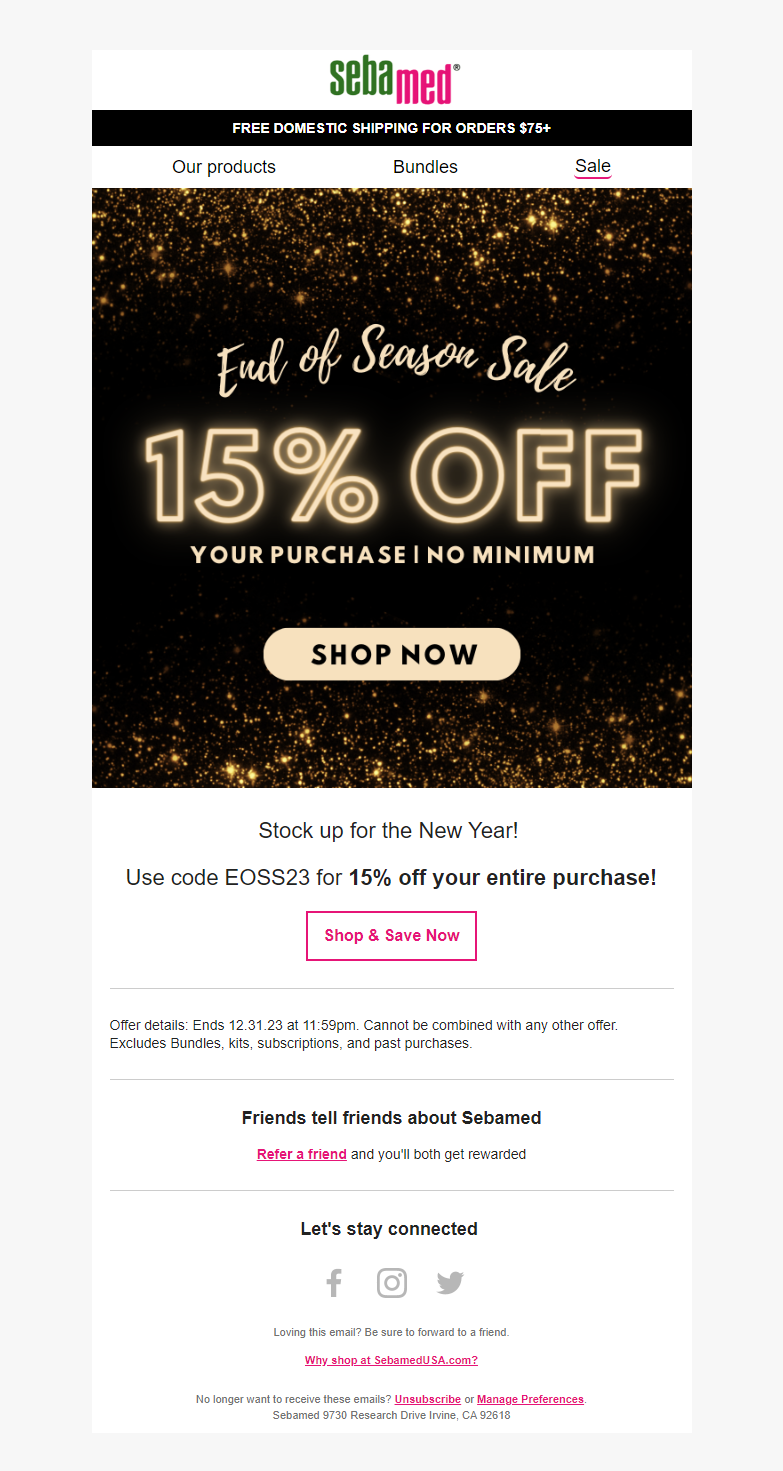 sebamed®
FREE DOMESTIC SHIPPING FOR ORDERS $75+
Our products Bundles Sale
End of Season Sale
15% OFF
YOUR PURCHASE | NO MINIMUM
SHOP NOW
Stock up for the New Year!
Use code EOSS23 for 15% off your entire purchase!
Shop & Save Now
Offer details: Ends 12.31.23 at 11:59pm. Cannot be combined with any other offer.
Excludes Bundles, kits, subscriptions, and past purchases.
Friends tell friends about Sebamed
Refer a friend and you'll both get rewarded
Let's stay connected
Loving this email? Be sure to forward to a friend.
Why shop at SebamedUSA.com?
No longer want to receive these emails? Unsubscribe or Manage Preferences.
Sebamed 9730 Research Drive Irvine, CA 92618